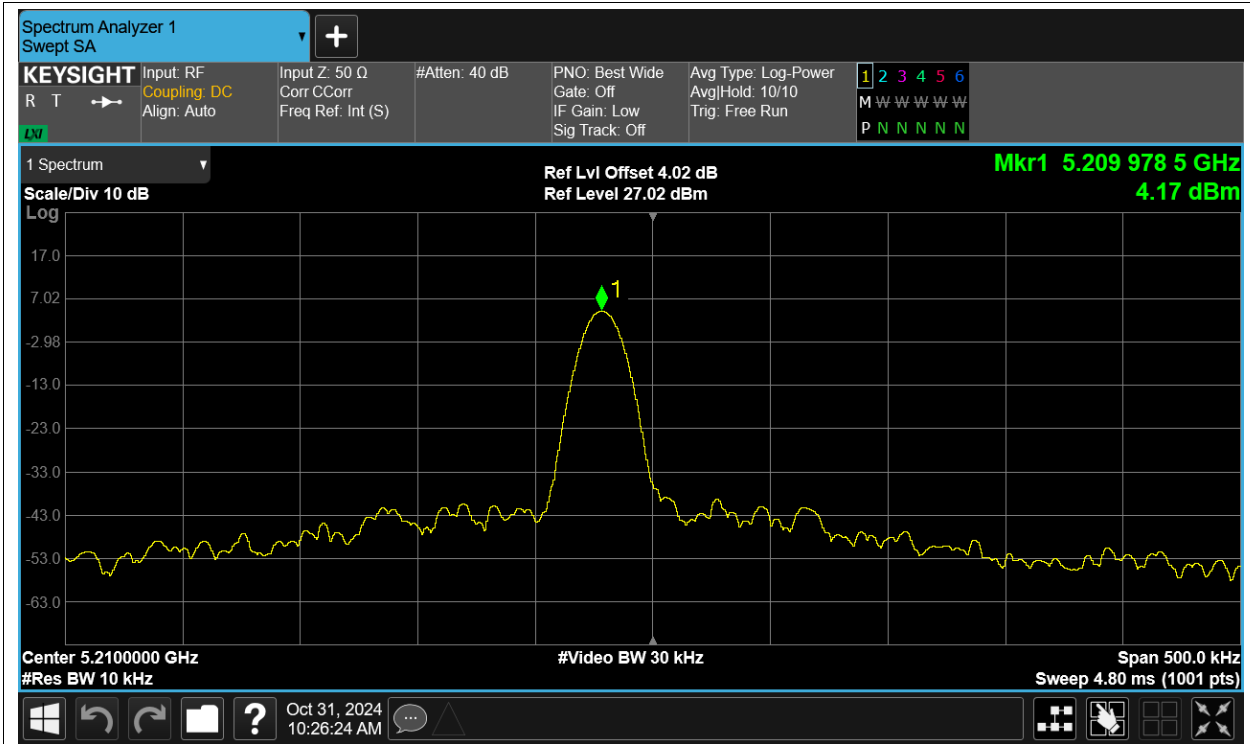 Spectrum Analyzer 1
Swept SA
KEYSIGHT
R T
LXI
Input: RF
Coupling: DC
Align: Auto
Input Z: 50 Ω
Corr CCorr
Freq Ref: Int (S)
#Atten: 40 dB
PNO: Best Wide
Gate: Off
IF Gain: Low
Sig Track: Off
Avg Type: Log-Power
Avg|Hold: 10/10
Trig: Free Run
1 2 3 4 5 6
M W W W W W
P N N N N N
1 Spectrum
Scale/Div 10 dB
Ref Lvl Offset 4.02 dB
Ref Level 27.02 dBm
Mkr1 5.209 978 5 GHz
4.17 dBm
Log
17.0
7.02
-2.98
-13.0
-23.0
-33.0
-43.0
-53.0
-63.0
1
Center 5.2100000 GHz
#Res BW 10 kHz
#Video BW 30 kHz
Span 500.0 kHz
Sweep 4.80 ms (1001 pts)
?
Oct 31, 2024
10:26:24 AM